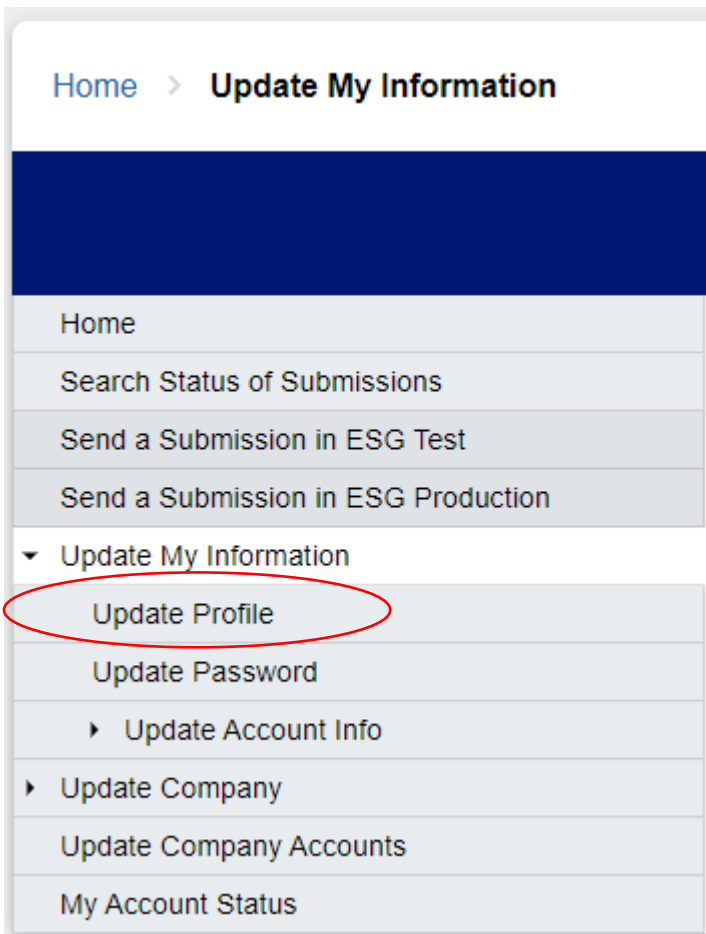 Home > Update My Information
Home
Search Status of Submissions
Send a Submission in ESG Test
Send a Submission in ESG Production
Update My Information
Update Profile
Update Password
Update Account Info
Update Company
Update Company Accounts
My Account Status